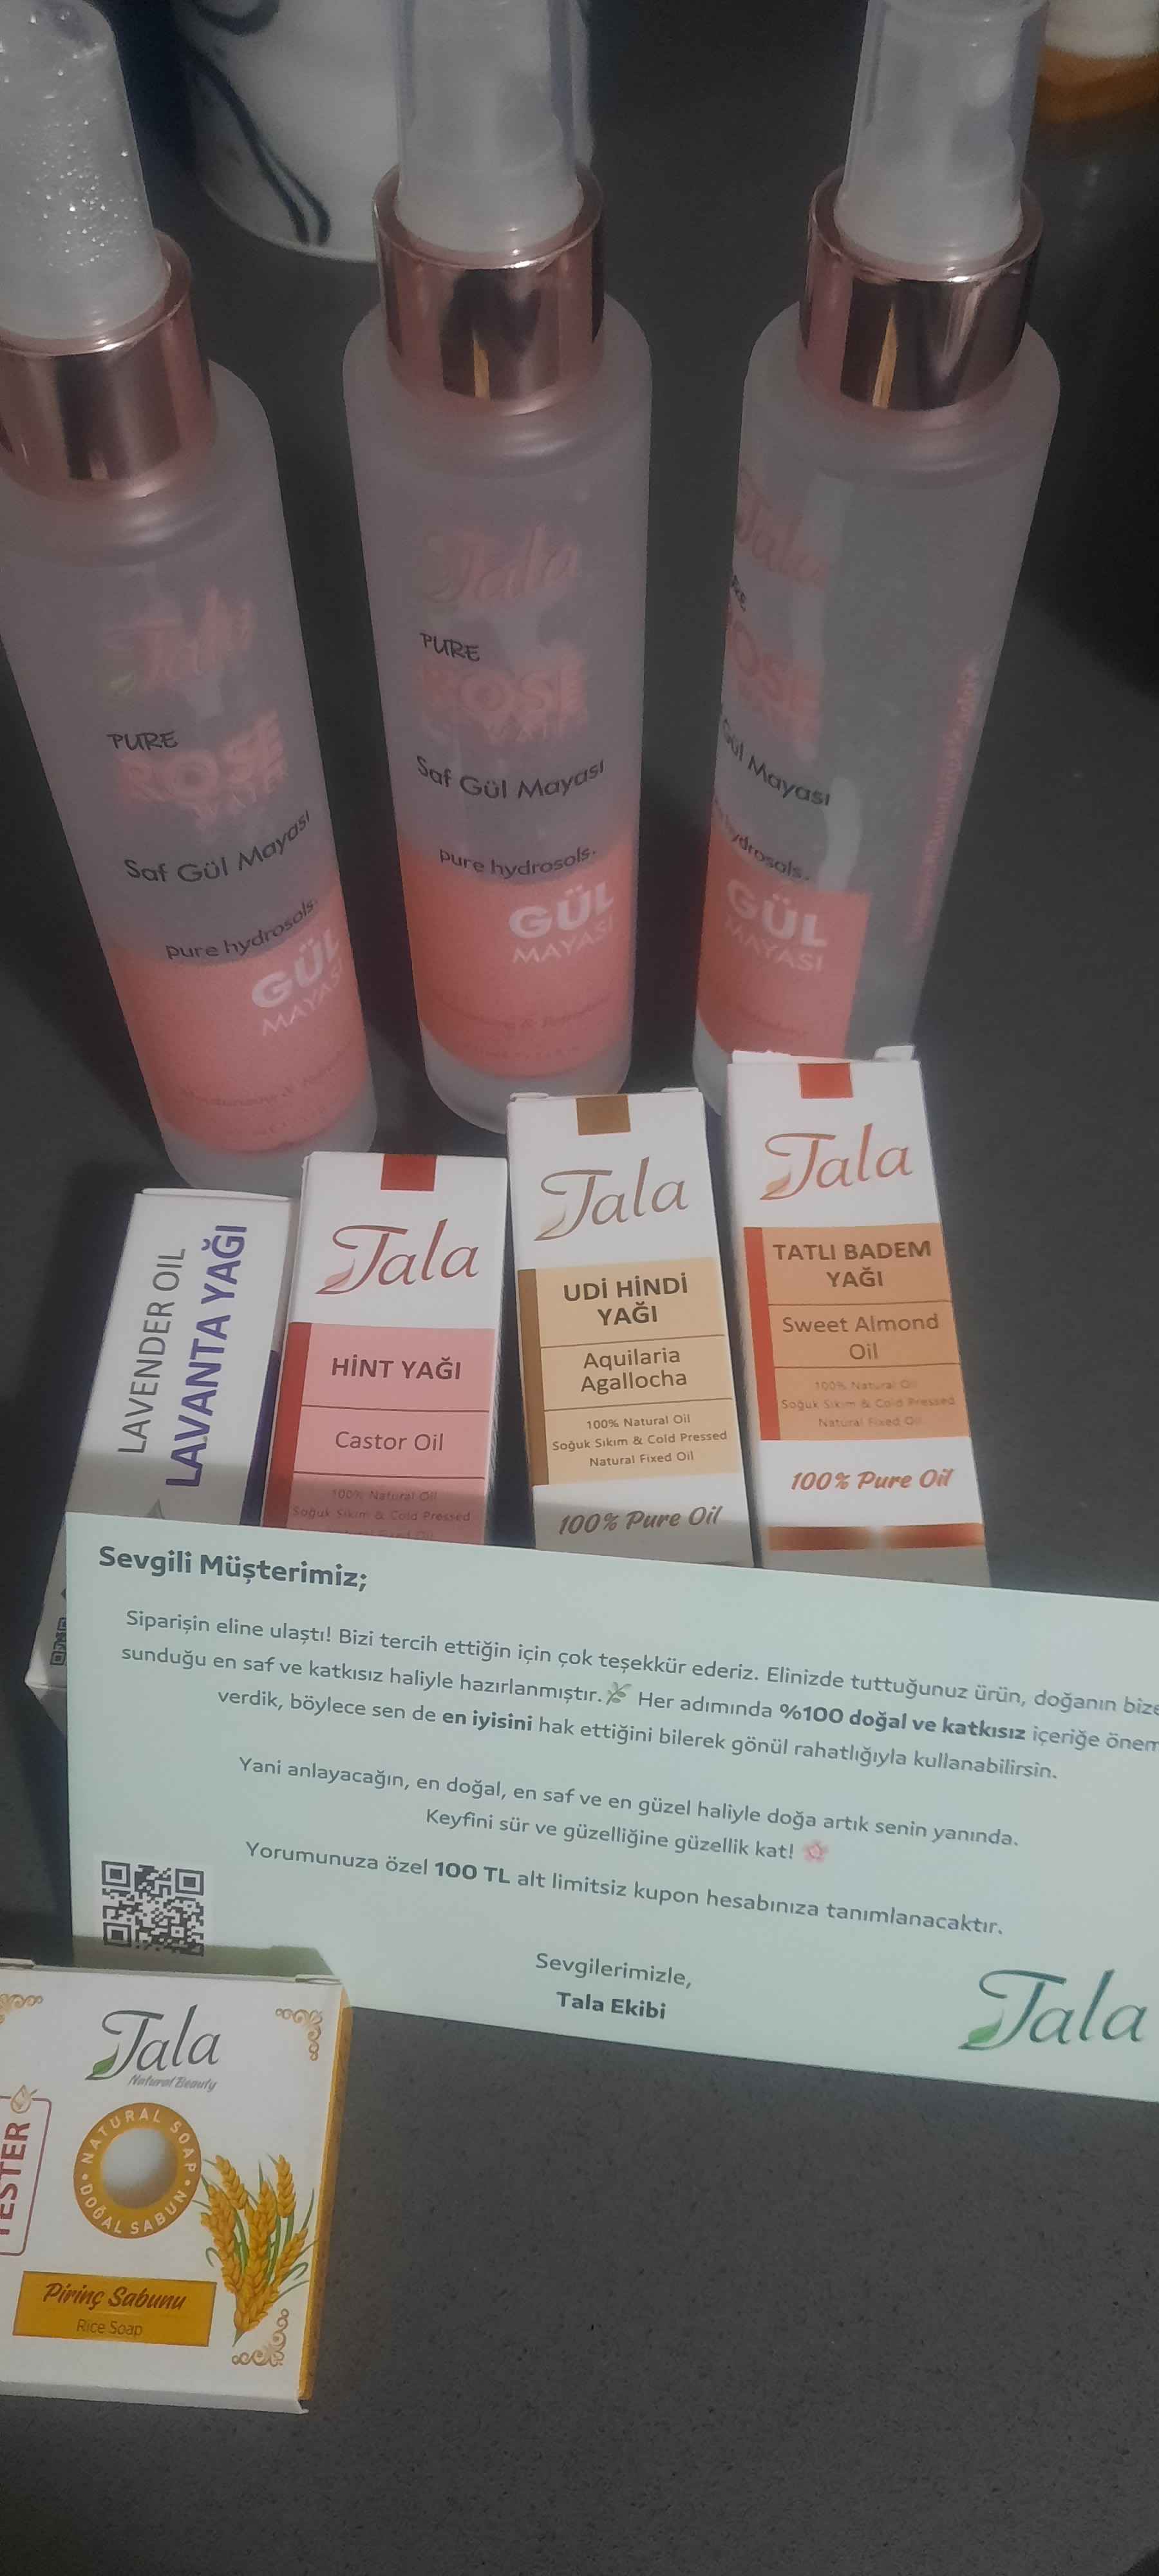 Tala
PURE
ROSE
WATER
Saf Gül Mayası
pure hydrosols.
GÜL
MAYASI
Tala
PURE
ROSE
WATER
Saf Gül Mayası
pure hydrosols.
GÜL
MAYASI
Tala
ROSE
Gül Mayası
hydrosols.
GÜL
MAYASI
LAVENDER OIL
LAVANTA YAĞI
Tala
HİNT YAĞI
Castor Oil
100% Natural Oil
Soğuk Sıkım & Cold Pressed
Natural Fixed Oil
Tala
UDİ HİNDİ
YAĞI
Aquilaria
Agallocha
100% Natural Oil
Soğuk Sıkım & Cold Pressed
Natural Fixed Oil
100% Pure Oil
Tala
TATLI BADEM
YAĞI
Sweet Almond
Oil
100% Natural Oil
Soğuk Sıkım & Cold Pressed
Natural Fixed Oil
100% Pure Oil
Sevgili Müşterimiz;
Siparişin eline ulaştı! Bizi tercih ettiğin için çok teşekkür ederiz. Elinizde tuttuğunuz ürün, doğanın bize
sunduğu en saf ve katkısız haliyle hazırlanmıştır. Her adımında %100 doğal ve katkısız içeriğe önem
verdik, böylece sen de en iyisini hak ettiğini bilerek gönül rahatlığıyla kullanabilirsin.
Yani anlayacağın, en doğal, en saf ve en güzel haliyle doğa artık senin yanında.
Keyfini sür ve güzelliğine güzellik kat!
Yorumunuza özel 100 TL alt limitsiz kupon hesabınıza tanımlanacaktır.
Sevgilerimizle,
Tala Ekibi
Tala
Tala
Natural Beauty
TESTER
NATURAL SOAP
DOĞAL SABUN
Pirinç Sabunu
Rice Soap